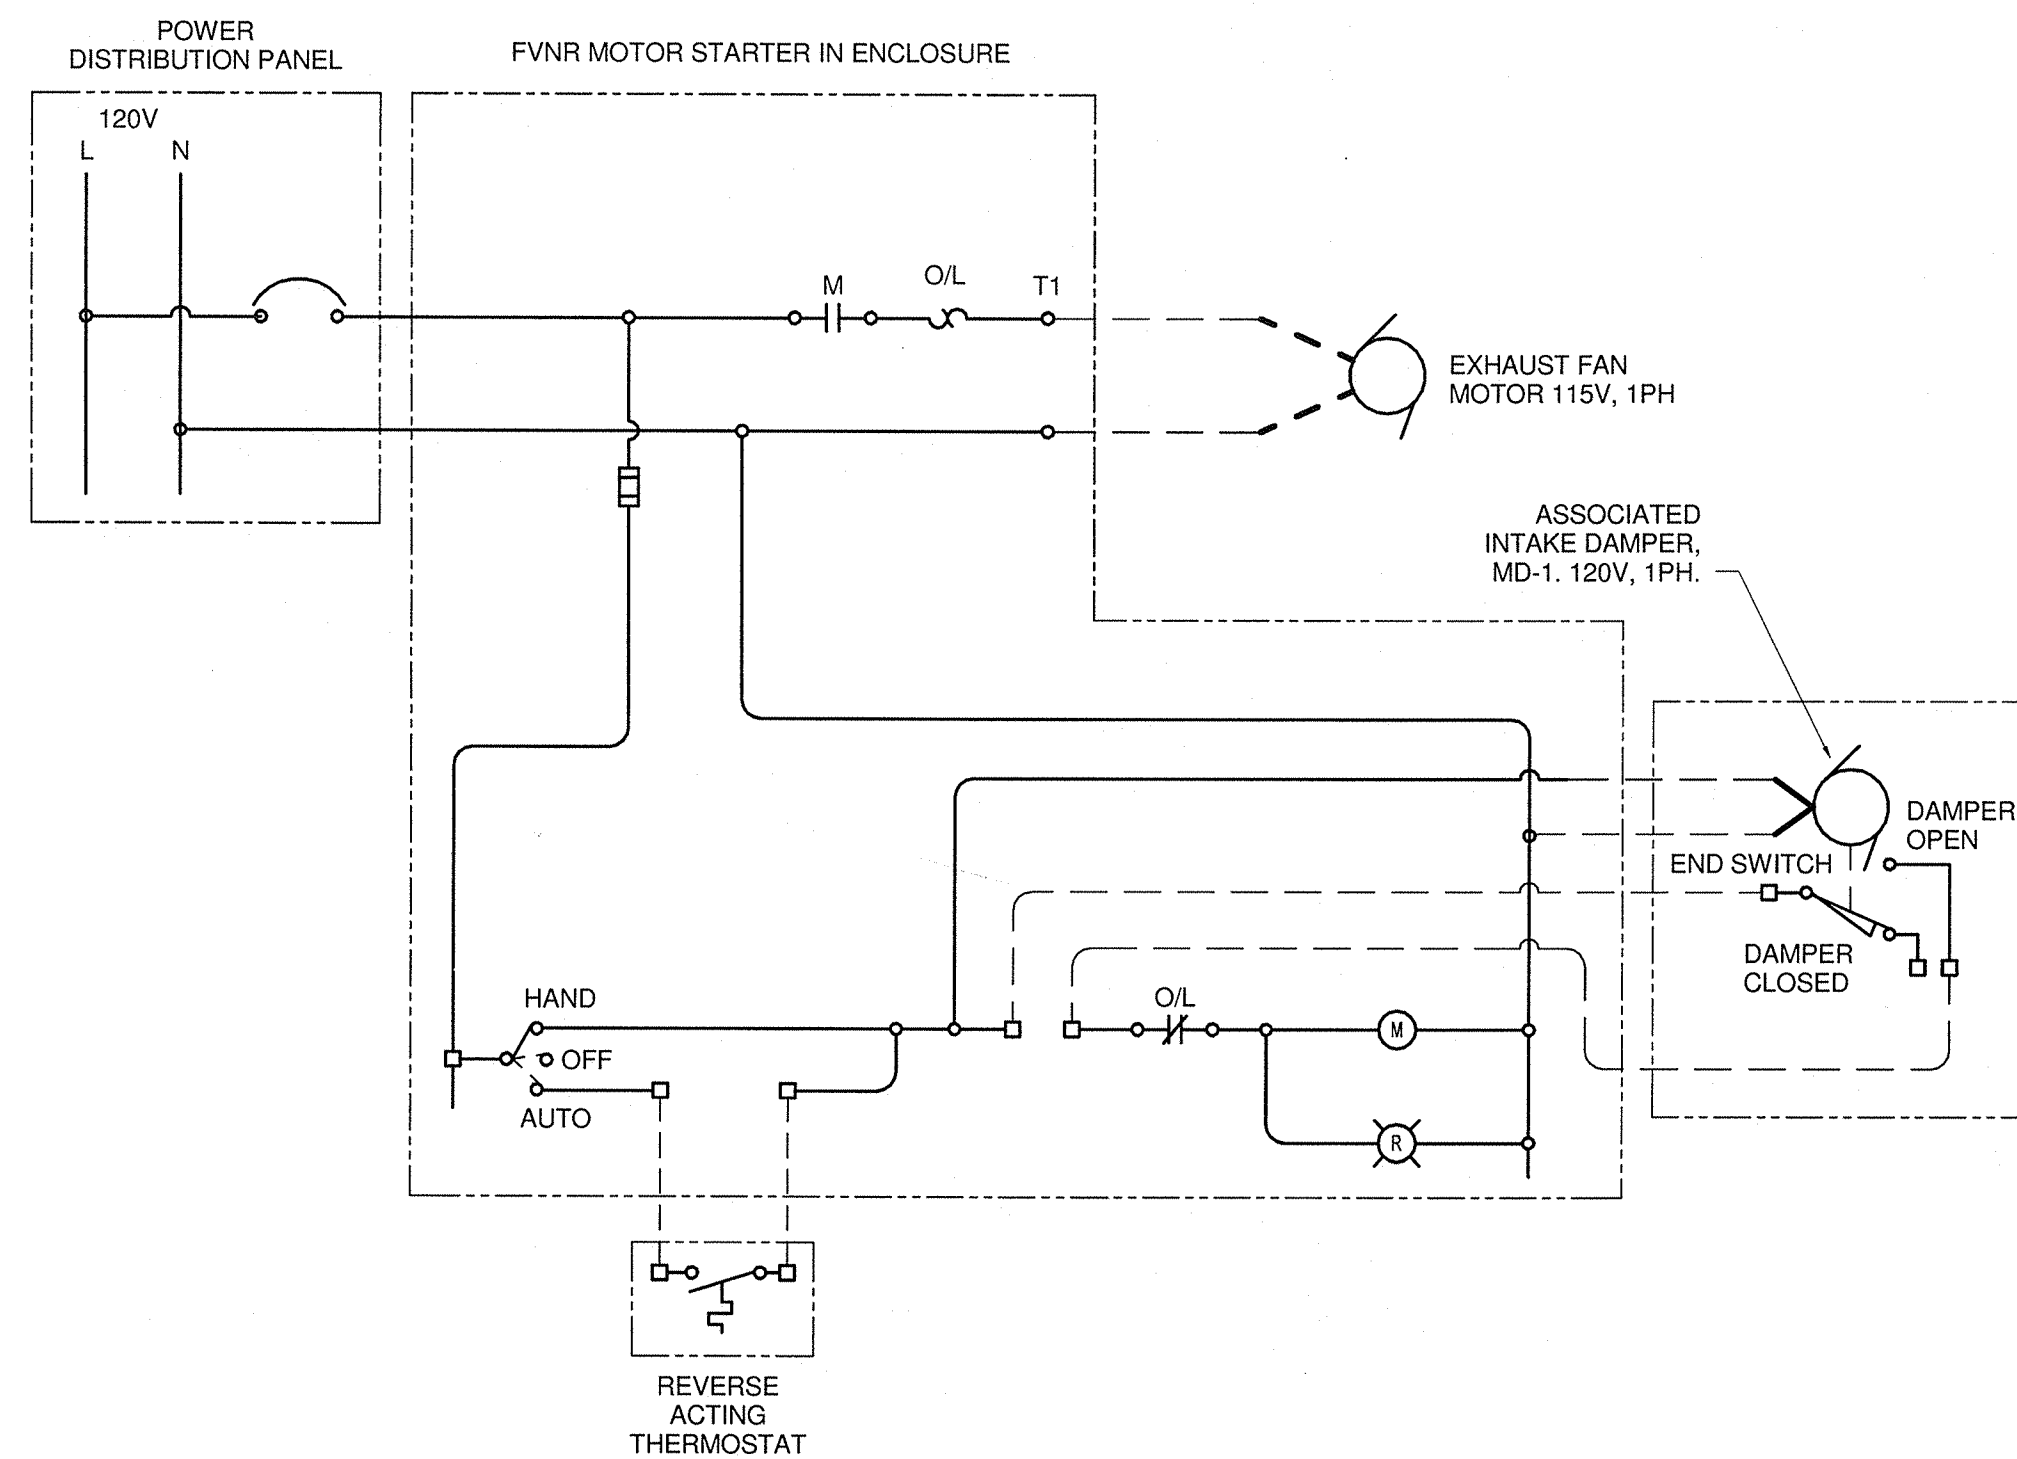 POWER
DISTRIBUTION PANEL
FVNR MOTOR STARTER IN ENCLOSURE
120V
L N
M
O/L
T1
EXHAUST FAN
MOTOR 115V, 1PH
ASSOCIATED
INTAKE DAMPER,
MD-1. 120V, 1PH.
DAMPER
OPEN
END SWITCH
DAMPER
CLOSED
HAND
OFF
AUTO
O/L
M
R
REVERSE
ACTING
THERMOSTAT